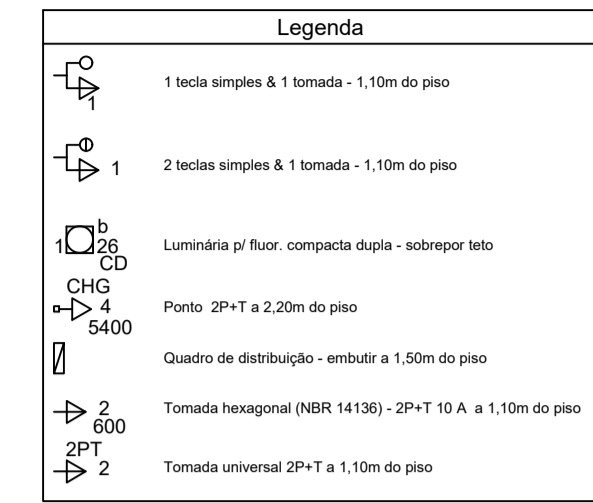 Legenda
1 tecla simples & 1 tomada - 1,10m do piso
1
2 teclas simples & 1 tomada - 1,10m do piso
1
b
1
26
CD
Luminária p/ fluor. compacta dupla - sobrepor teto
CHG
4
5400
Ponto 2P+T a 2,20m do piso
Quadro de distribuição - embutir a 1,50m do piso
2
600
Tomada hexagonal (NBR 14136) - 2P+T 10 A a 1,10m do piso
2PT
2
Tomada universal 2P+T a 1,10m do piso